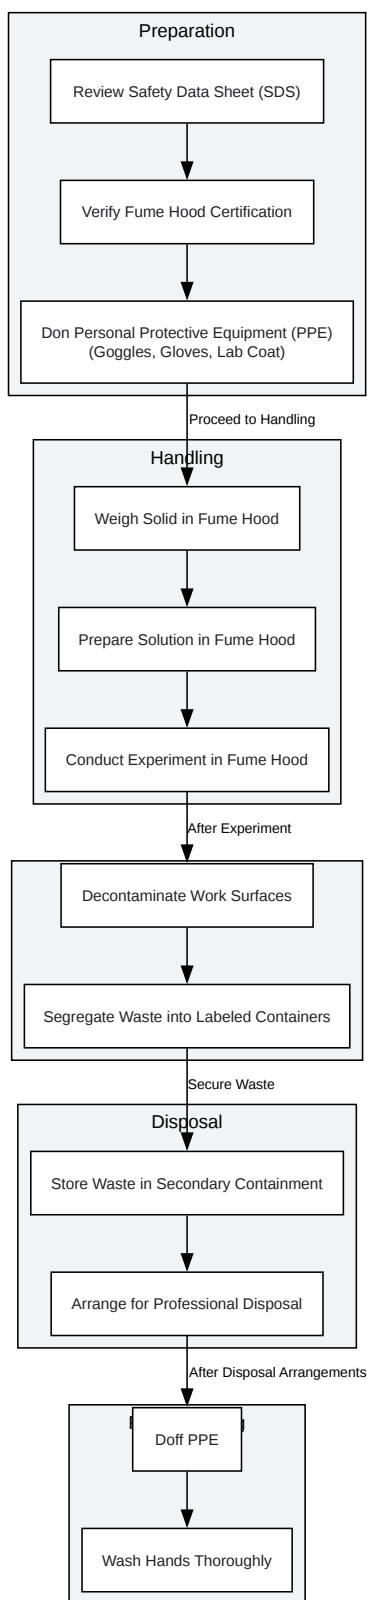 Preparation
Review Safety Data Sheet (SDS)
Verify Fume Hood Certification
Don Personal Protective Equipment (PPE)
(Goggles, Gloves, Lab Coat)
Proceed to Handling
Handling
Weigh Solid in Fume Hood
Prepare Solution in Fume Hood
Conduct Experiment in Fume Hood
After Experiment
Decontaminate Work Surfaces
Segregate Waste into Labeled Containers
Secure Waste
Disposal
Store Waste in Secondary Containment
Arrange for Professional Disposal
After Disposal Arrangements
Doff PPE
Wash Hands Thoroughly